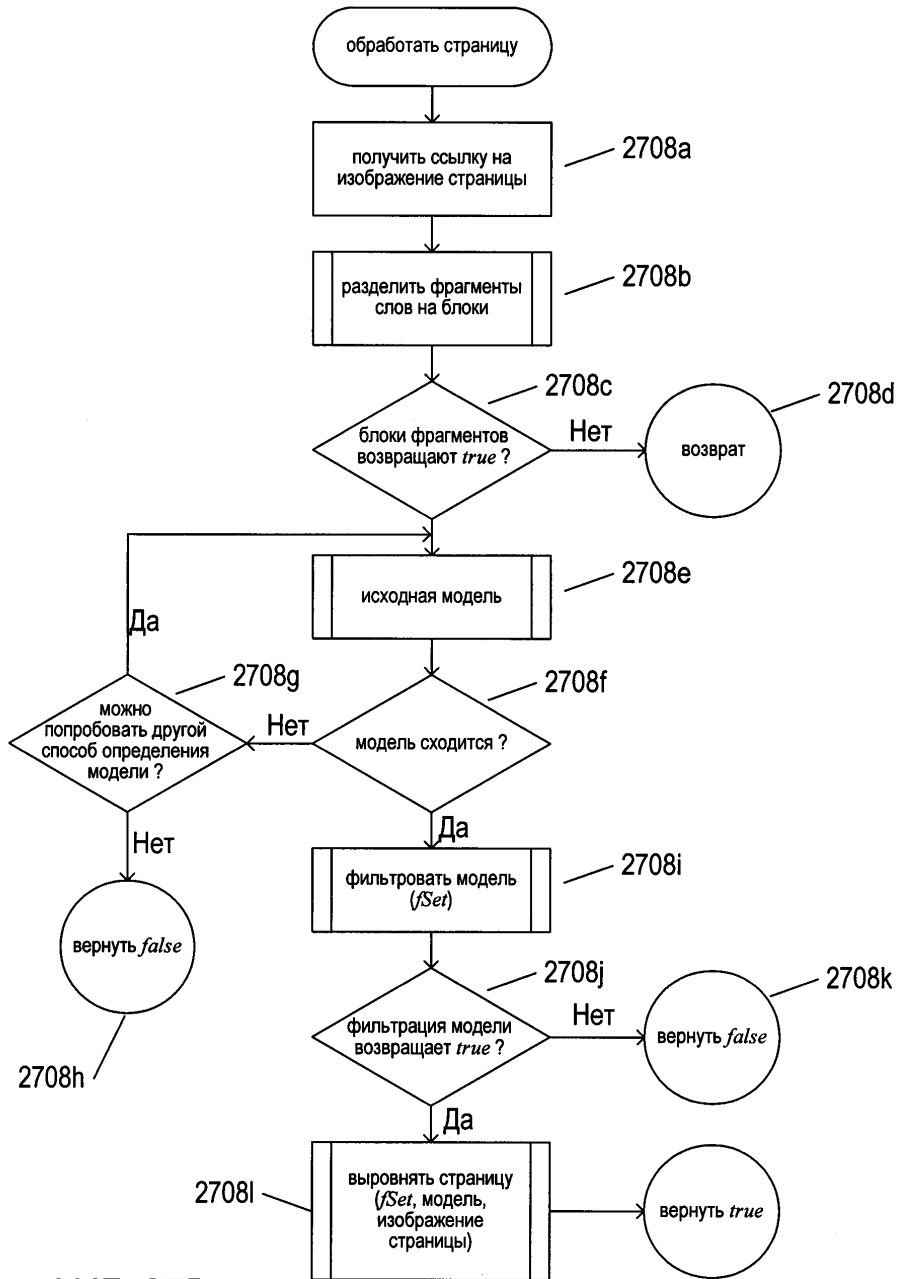 обработать страницу
получить ссылку на
изображение страницы
2708a
разделить фрагменты
слов на блоки
2708b
блоки фрагментов
возвращают true ?
2708c
Нет
возврат
2708d
исходная модель
2708e
Да
можно
попробовать другой
способ определения
модели ?
2708g
Нет
модель сходится ?
2708f
Нет
вернуть false
2708h
Да
фильтровать модель
(fSet)
2708i
фильтрация модели
возвращает true ?
2708j
Нет
вернуть false
2708k
Да
выровнять страницу
(fSet, модель,
изображение
страницы)
2708l
вернуть true